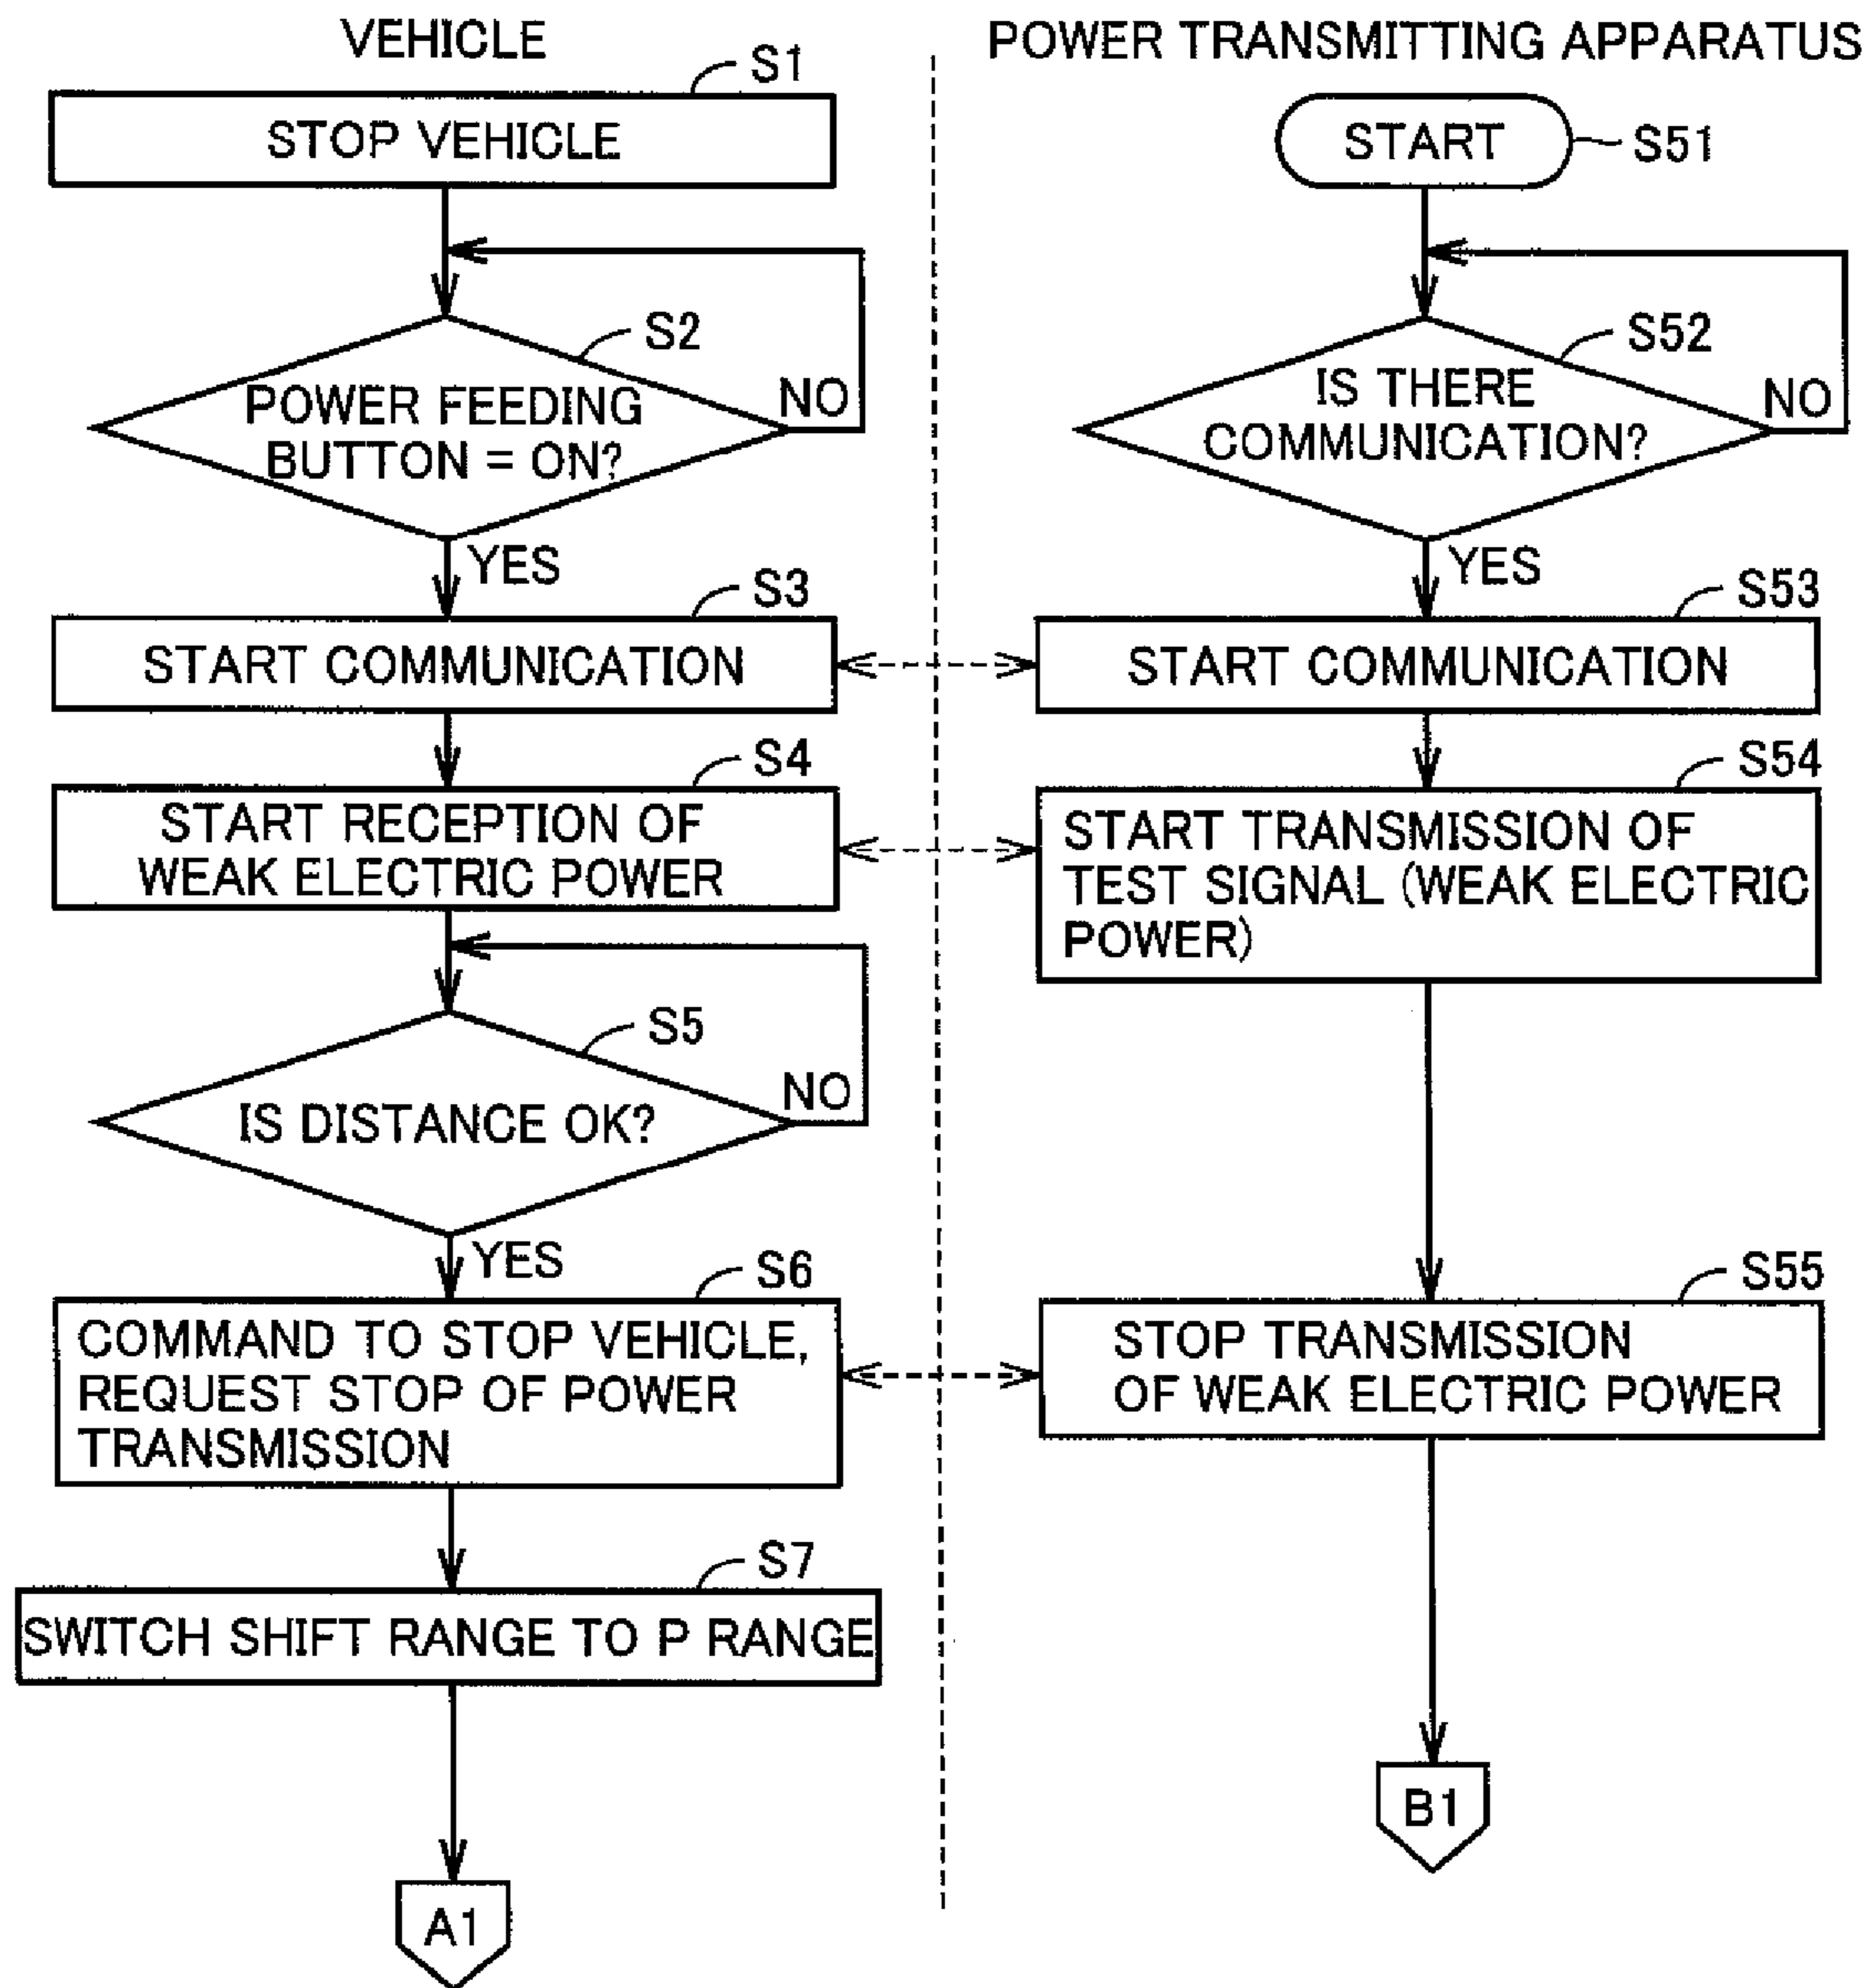 VEHICLE
S1
STOP VEHICLE
S2
POWER FEEDING
BUTTON = ON?
NO
YES
S3
START COMMUNICATION
S4
START RECEPTION OF
WEAK ELECTRIC POWER
S5
IS DISTANCE OK?
NO
YES
S6
COMMAND TO STOP VEHICLE,
REQUEST STOP OF POWER
TRANSMISSION
S7
SWITCH SHIFT RANGE TO P RANGE
A1
POWER TRANSMITTING APPARATUS
START
S51
S52
IS THERE
COMMUNICATION?
NO
YES
S53
START COMMUNICATION
S54
START TRANSMISSION OF
TEST SIGNAL (WEAK ELECTRIC
POWER)
S55
STOP TRANSMISSION
OF WEAK ELECTRIC POWER
B1